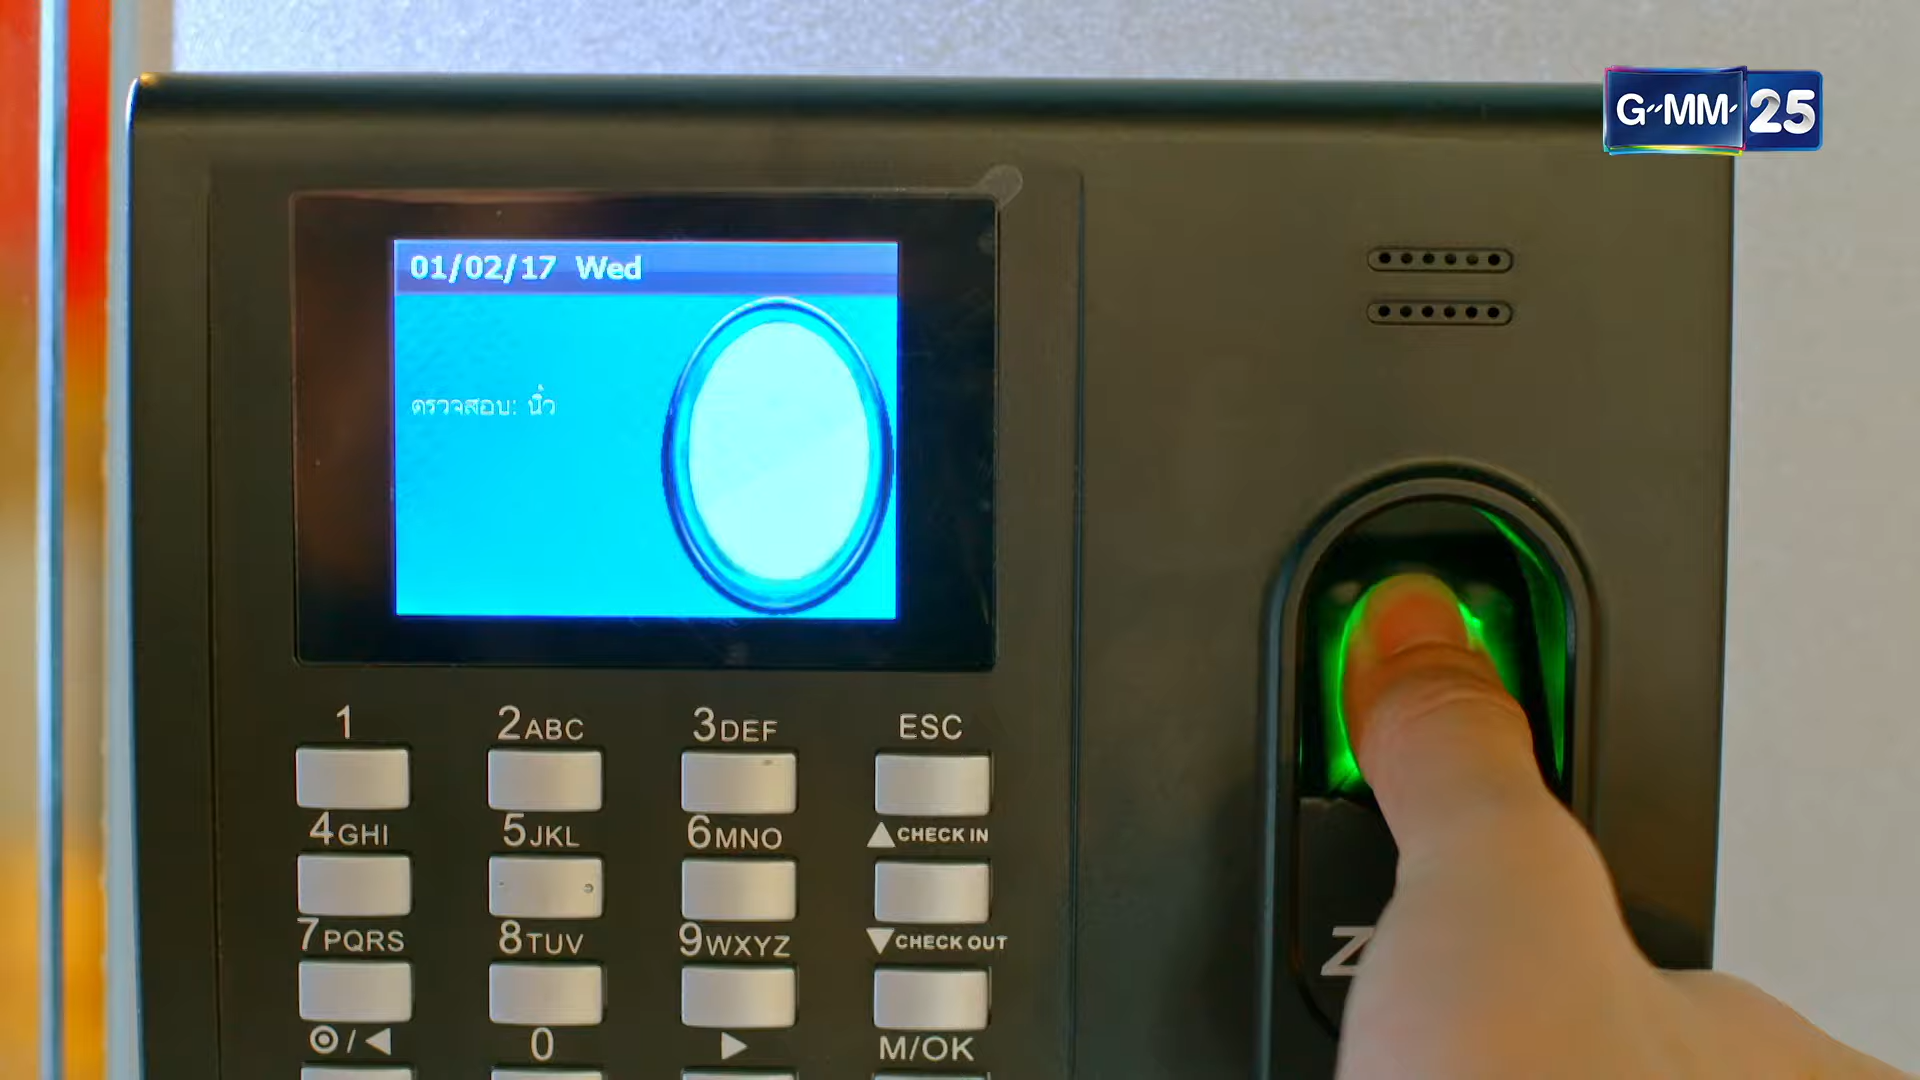 GMM 25
01/02/17 Wed
ตรวจสอบ: นิ้ว
1
2ABC
3DEF
ESC
4GHI
5JKL
6MNO
▲CHECK IN
7PQRS
8TUV
9WXYZ
▼CHECK OUT
/◀
0
▶
M/OK